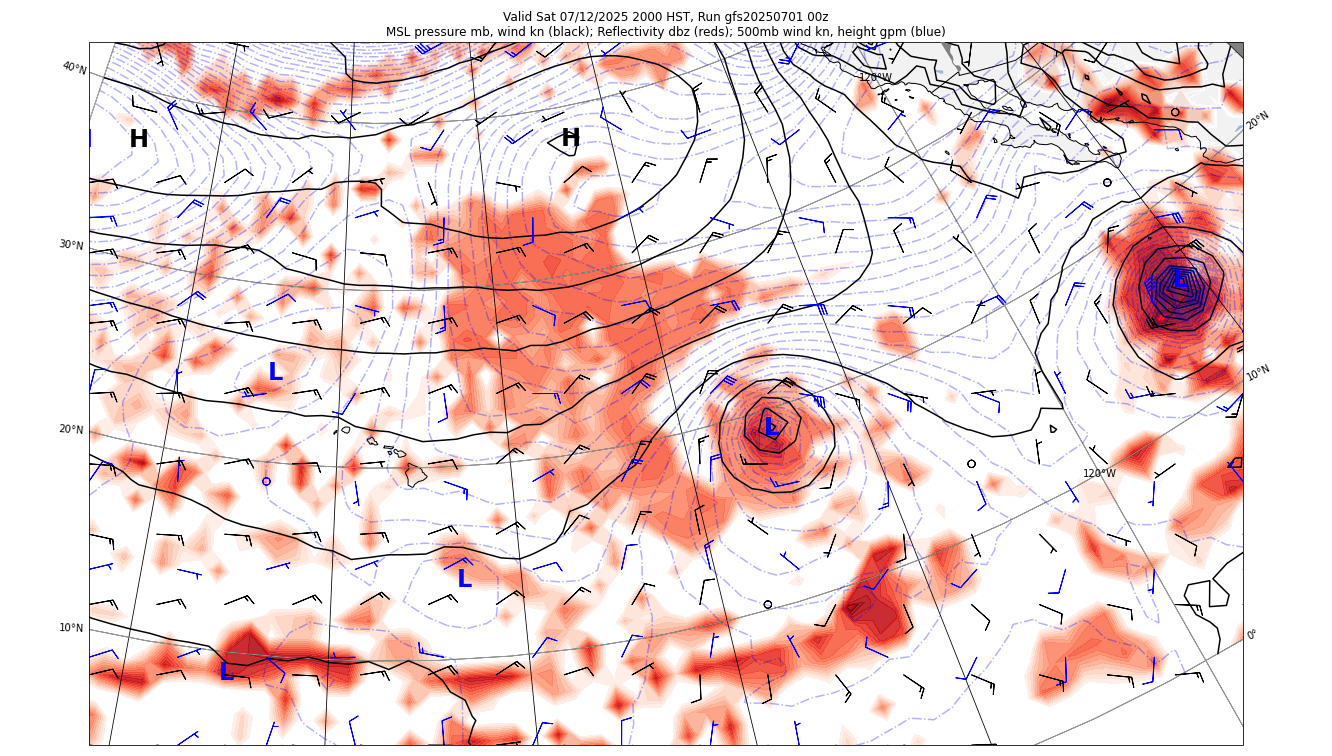 Valid Sat 07/12/2025 2000 HST, Run gfs20250701 00z
MSL pressure mb, wind kn (black); Reflectivity dbz (reds); 500mb wind kn, height gpm (blue)
40°N
120°W
20°N
H
H
30°N
L
L
10°N
L
20°N
120°W
L
L
10°N
0°
L